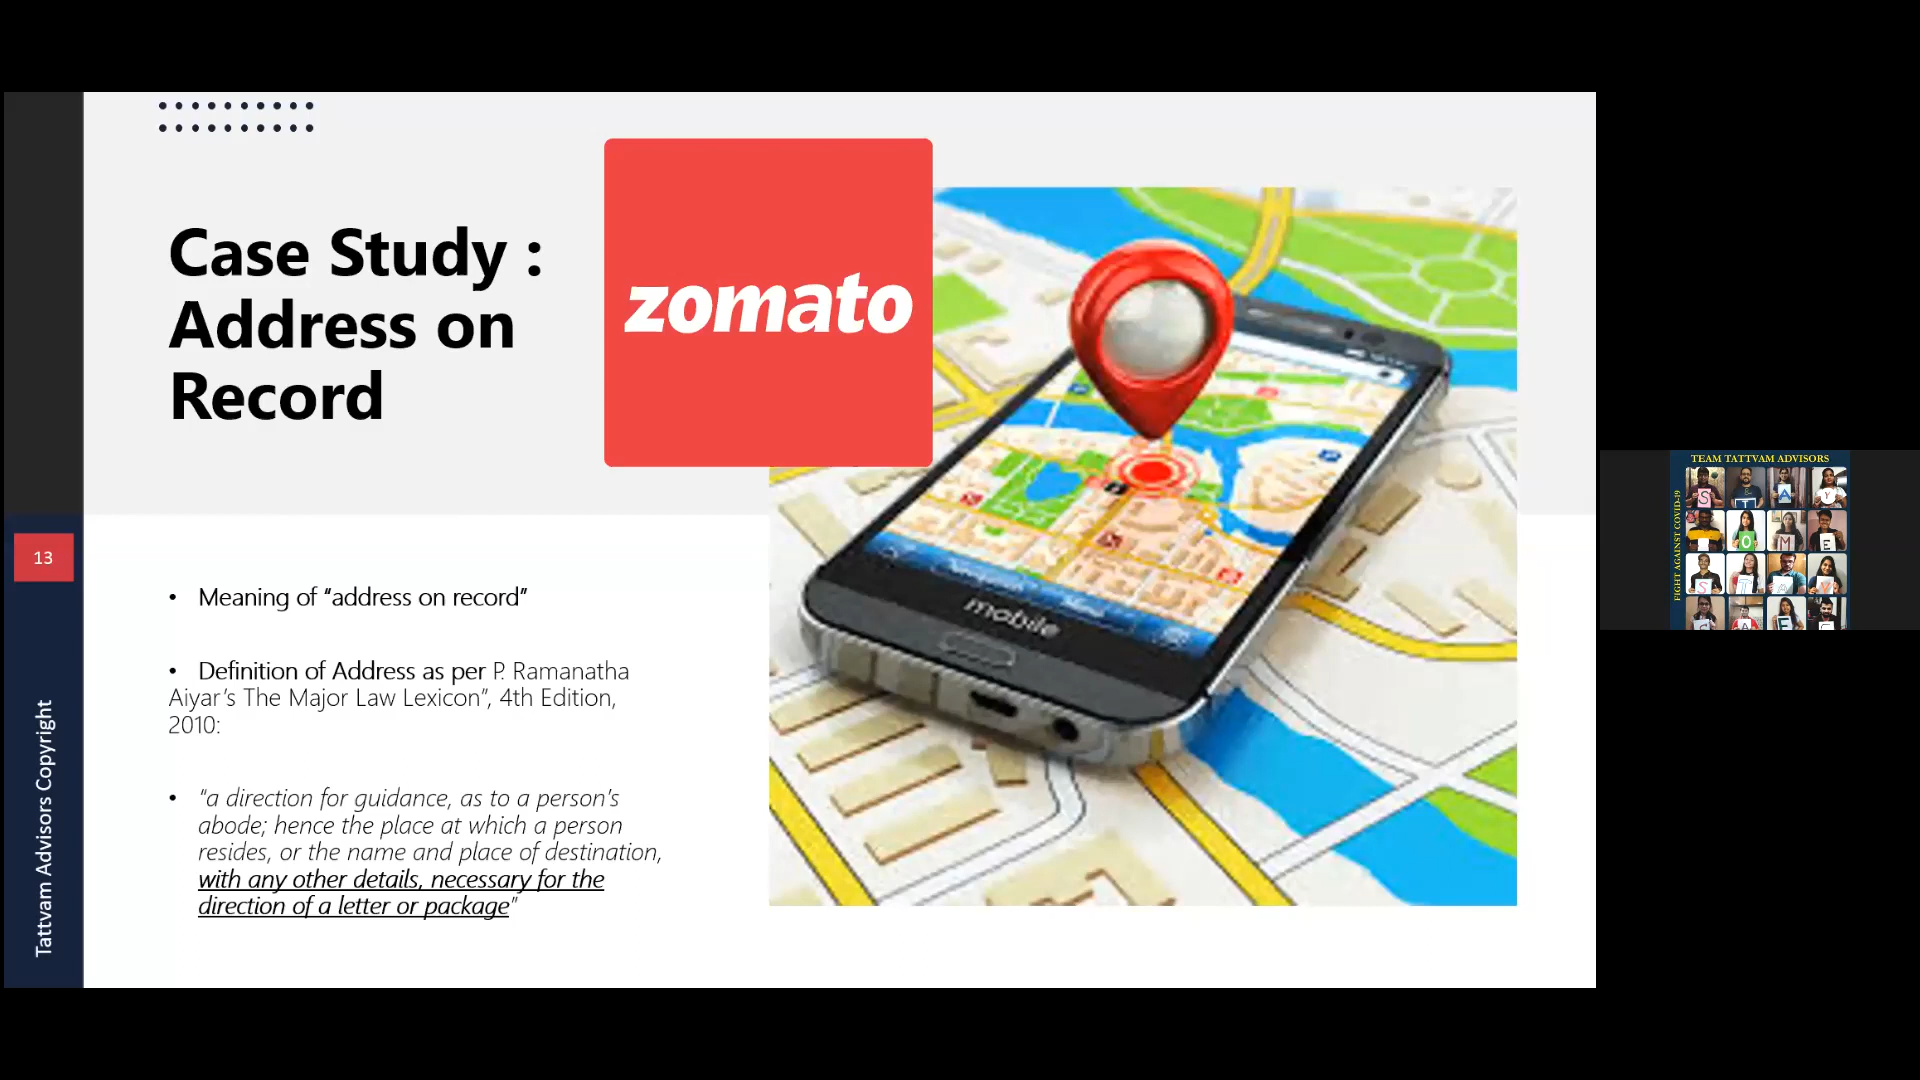 Case Study :
Address on
Record
zomato
mobile
13
• Meaning of “address on record”
• Definition of Address as per P. Ramanatha
Aiyar’s The Major Law Lexicon”, 4th Edition,
2010:
• “a direction for guidance, as to a person’s
abode; hence the place at which a person
resides, or the name and place of destination,
with any other details, necessary for the
direction of a letter or package”
Tattvam Advisors Copyright
TEAM TATTVAM ADVISORS
FIGHT AGAINST COVID-19
S T A Y
O M E
S T A Y
S A F E